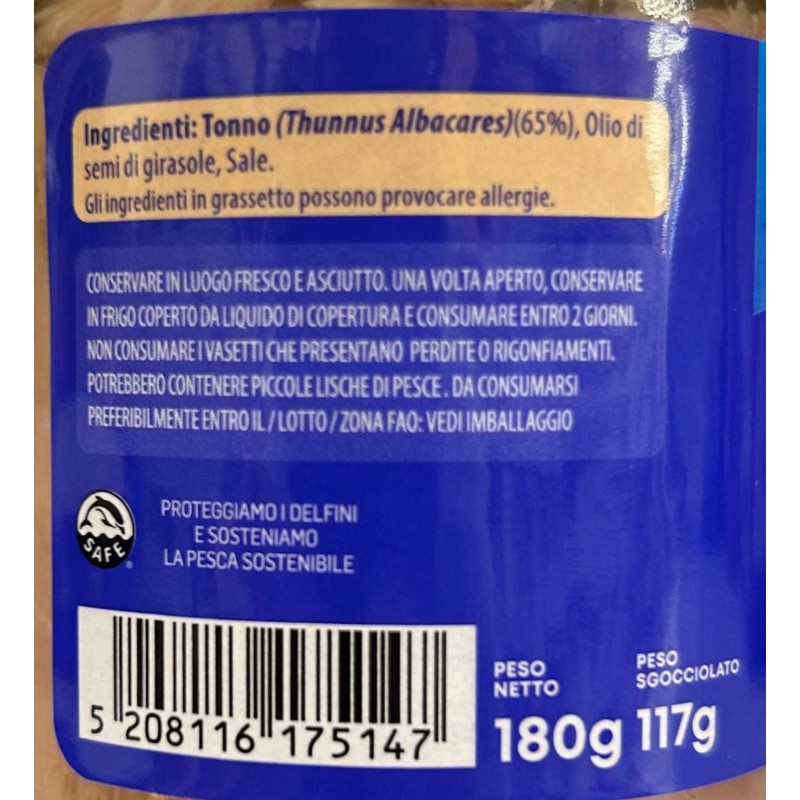 Ingredienti: Tonno (Thunnus Albacares)(65%), Olio di
semi di girasole, Sale.
Gli ingredienti in grassetto possono provocare allergie.
CONSERVARE IN LUOGO FRESCO E ASCIUTTO. UNA VOLTA APERTO, CONSERVARE
IN FRIGO COPERTO DA LIQUIDO DI COPERTURA E CONSUMARE ENTRO 2 GIORNI.
NON CONSUMARE I VASETTI CHE PRESENTANO PERDITE O RIGONFIAMENTI.
POTREBBERO CONTENERE PICCOLE LISCHE DI PESCE. DA CONSUMARSI
PREFERIBILMENTE ENTRO IL / LOTTO / ZONA FAO: VEDI IMBALLAGGIO
SAFE
PROTEGGIAMO I DELFINI
E SOSTENIAMO
LA PESCA SOSTENIBILE
5 208116 175147
PESO
NETTO
180g
PESO
SGOCCIOLATO
117g